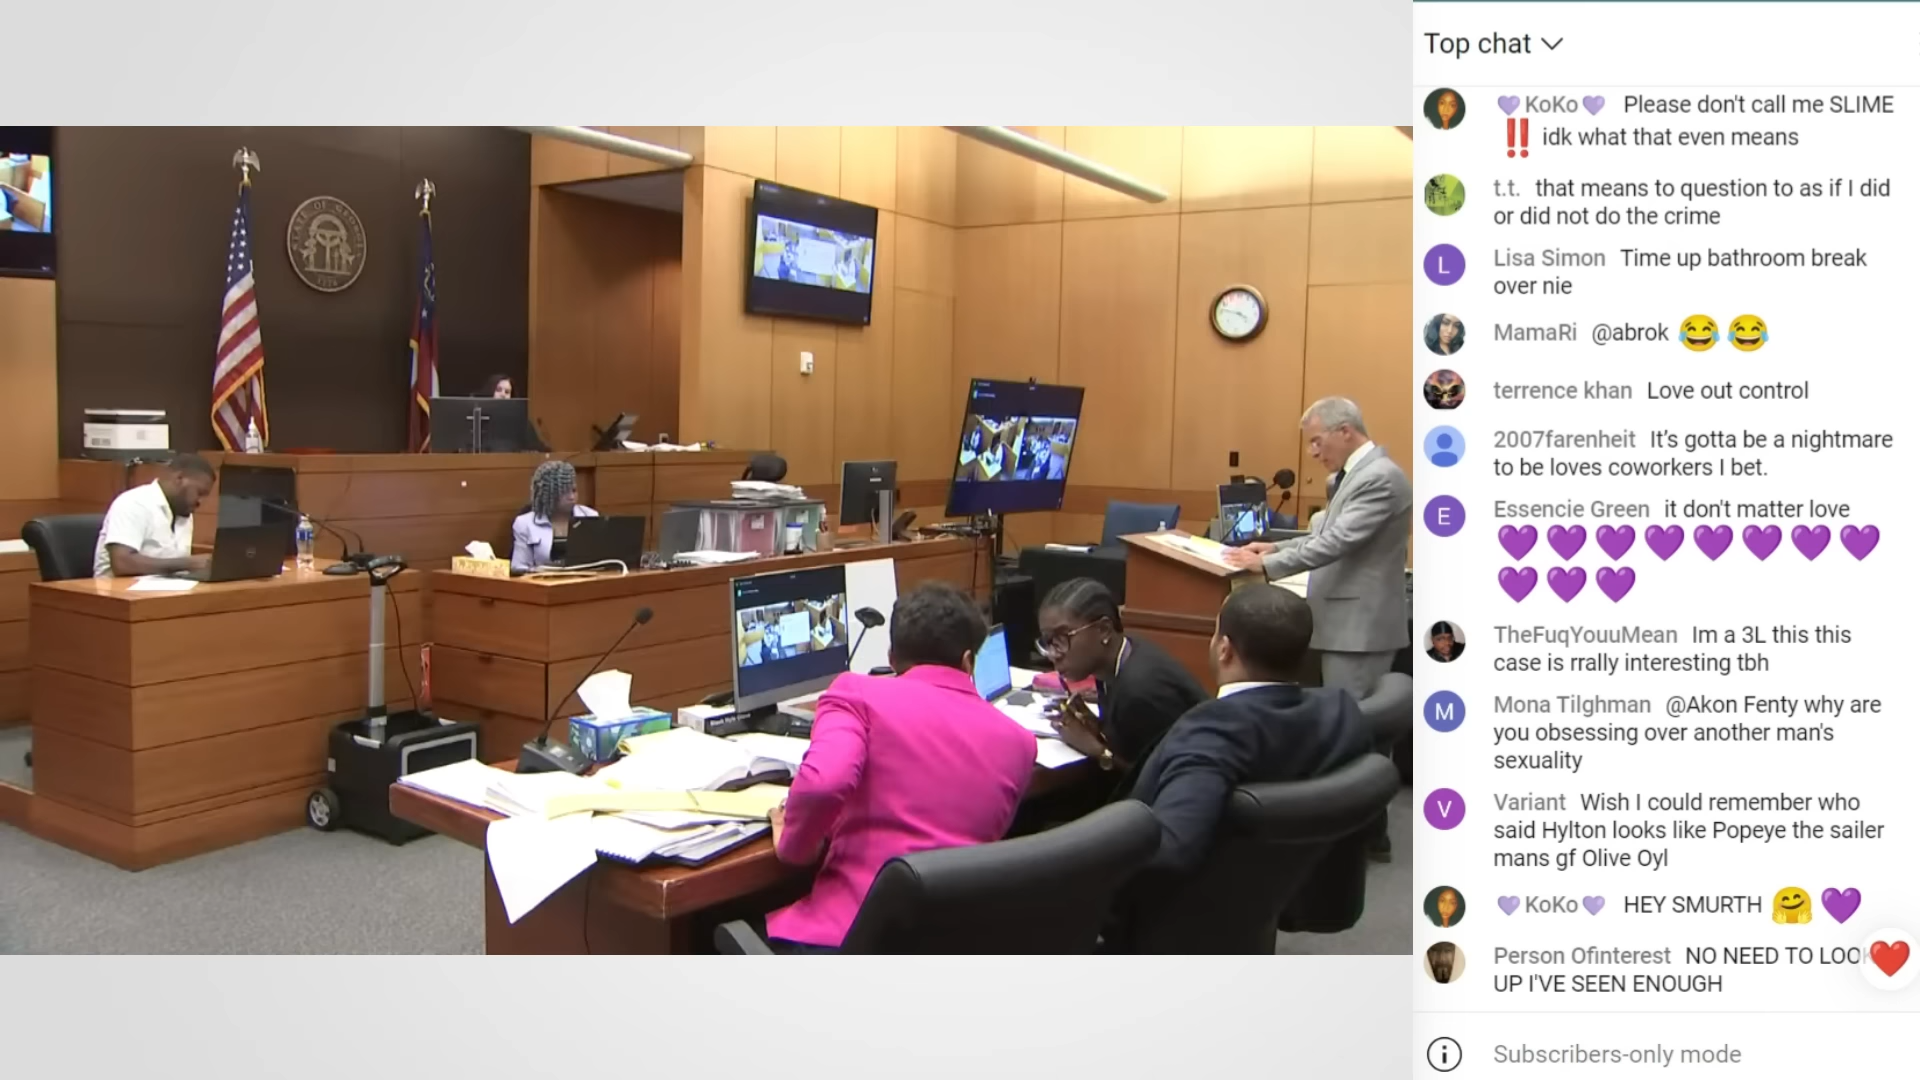 Top chat
KoKo Please don't call me SLIME
‼️ idk what that even means
t.t. that means to question to as if I did
or did not do the crime
Lisa Simon Time up bathroom break
over nie
MamaRi @abrok 😂 😂
terrence khan Love out control
2007farenheit It's gotta be a nightmare
to be loves coworkers I bet.
Essencie Green it don't matter love
TheFuqYouuMean Im a 3L this this
case is rrally interesting tbh
Mona Tilghman @Akon Fenty why are
you obsessing over another man's
sexuality
Variant Wish I could remember who
said Hylton looks like Popeye the sailer
mans gf Olive Oyl
KoKo HEY SMURTH
Person Ofinterest NO NEED TO LOOK
UP I'VE SEEN ENOUGH
Subscribers-only mode
STATE OF GEORGIA
1776
L
E
M
V